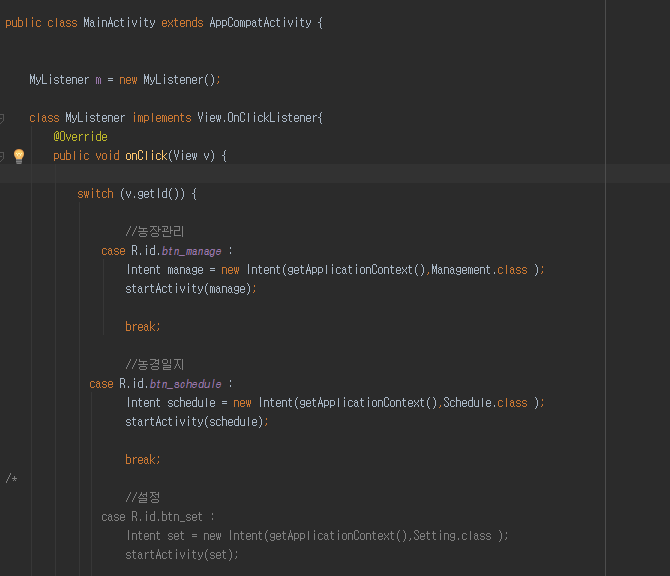 public class MainActivity extends AppCompatActivity {
MyListener m = new MyListener();
class MyListener implements View.OnClickListener{
@Override
public void onClick(View v) {
switch (v.getId()) {
//농장관리
case R.id.btn_manage :
Intent manage = new Intent(getApplicationContext(),Management.class );
startActivity(manage);
break;
//농경일지
case R.id.btn_schedule :
Intent schedule = new Intent(getApplicationContext(),Schedule.class );
startActivity(schedule);
break;
/*
//설정
case R.id.btn_set :
Intent set = new Intent(getApplicationContext(),Setting.class );
startActivity(set);